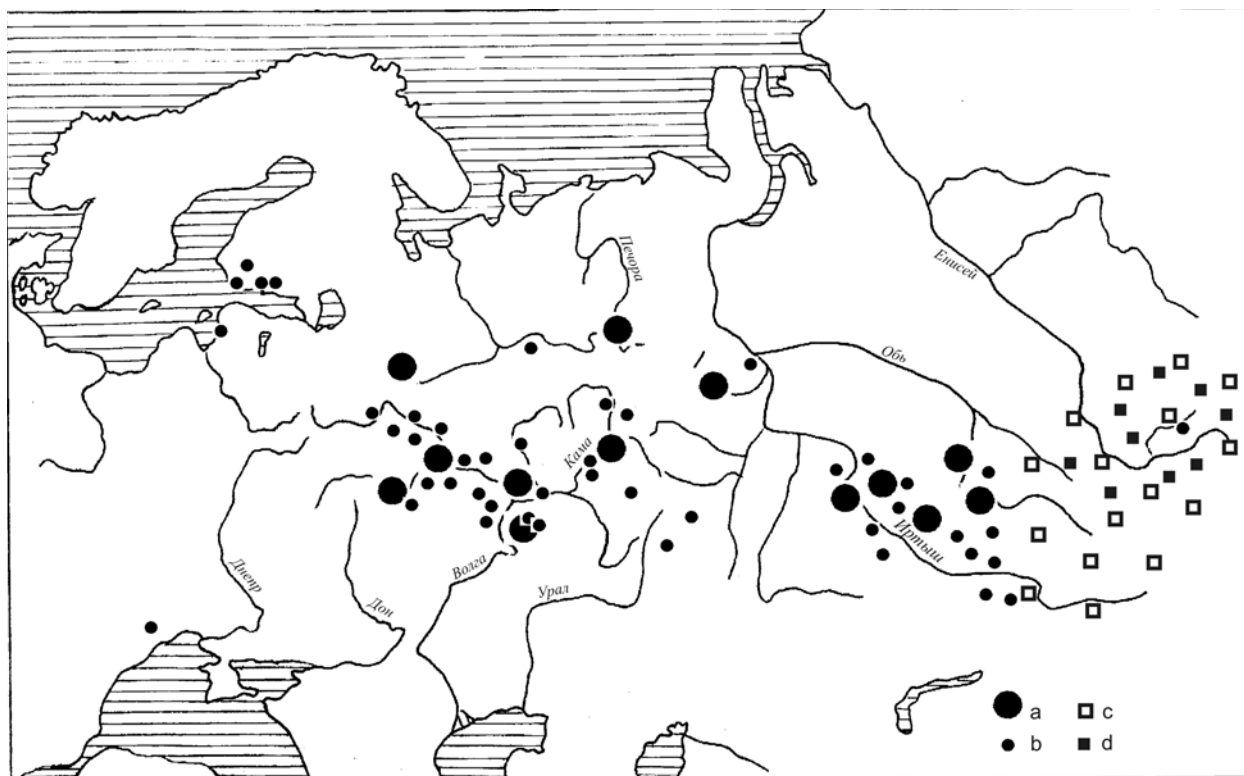 Печора
Енисей
Обь
Кама
Иртыш
Волга
Урал
Днепр
Дон
a
c
b
d